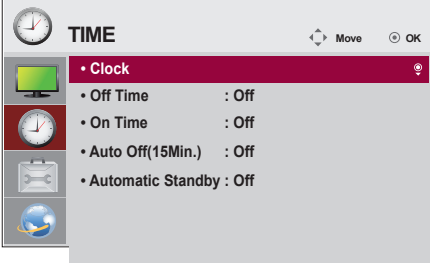 TIME
Move OK
• Clock
• Off Time : Off
• On Time : Off
• Auto Off(15Min.) : Off
• Automatic Standby : Off